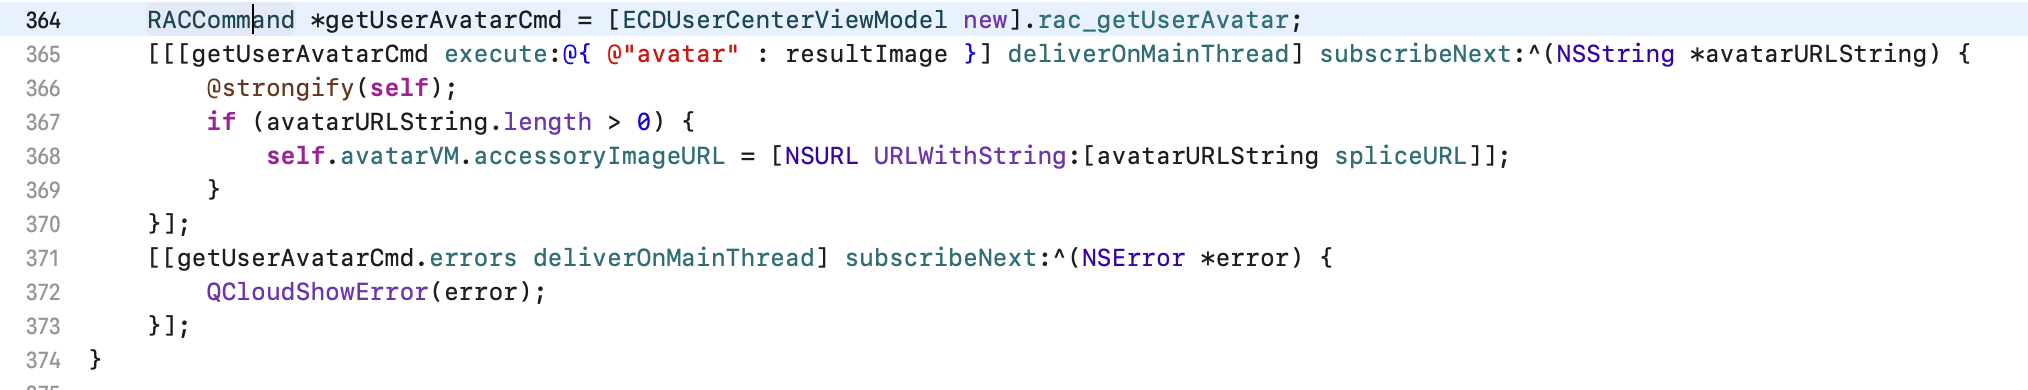 364 RACCommand *getUserAvatarCmd = [ECDUserCenterViewModel new].rac_getUserAvatar;
365 [[[getUserAvatarCmd execute:@{ @"avatar" : resultImage }] deliverOnMainThread] subscribeNext:^(NSString *avatarURLString) {
366 @strongify(self);
367 if (avatarURLString.length > 0) {
368 self.avatarVM.accessoryImageURL = [NSURL URLWithString:[avatarURLString spliceURL]];
369 }
370 }];
371 [[getUserAvatarCmd.errors deliverOnMainThread] subscribeNext:^(NSError *error) {
372 QCloudShowError(error);
373 }];
374 }